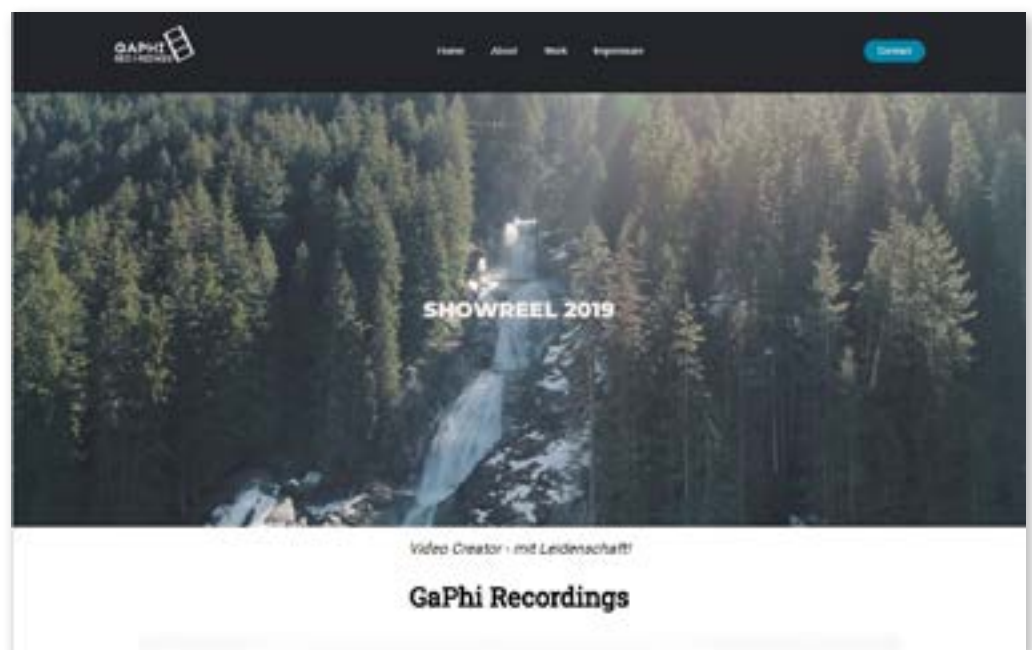 GAPHI
Home About Work Impressum
Contact
SHOWREEL 2019
Video Creator - mit Leidenschaft!
GaPhi Recordings